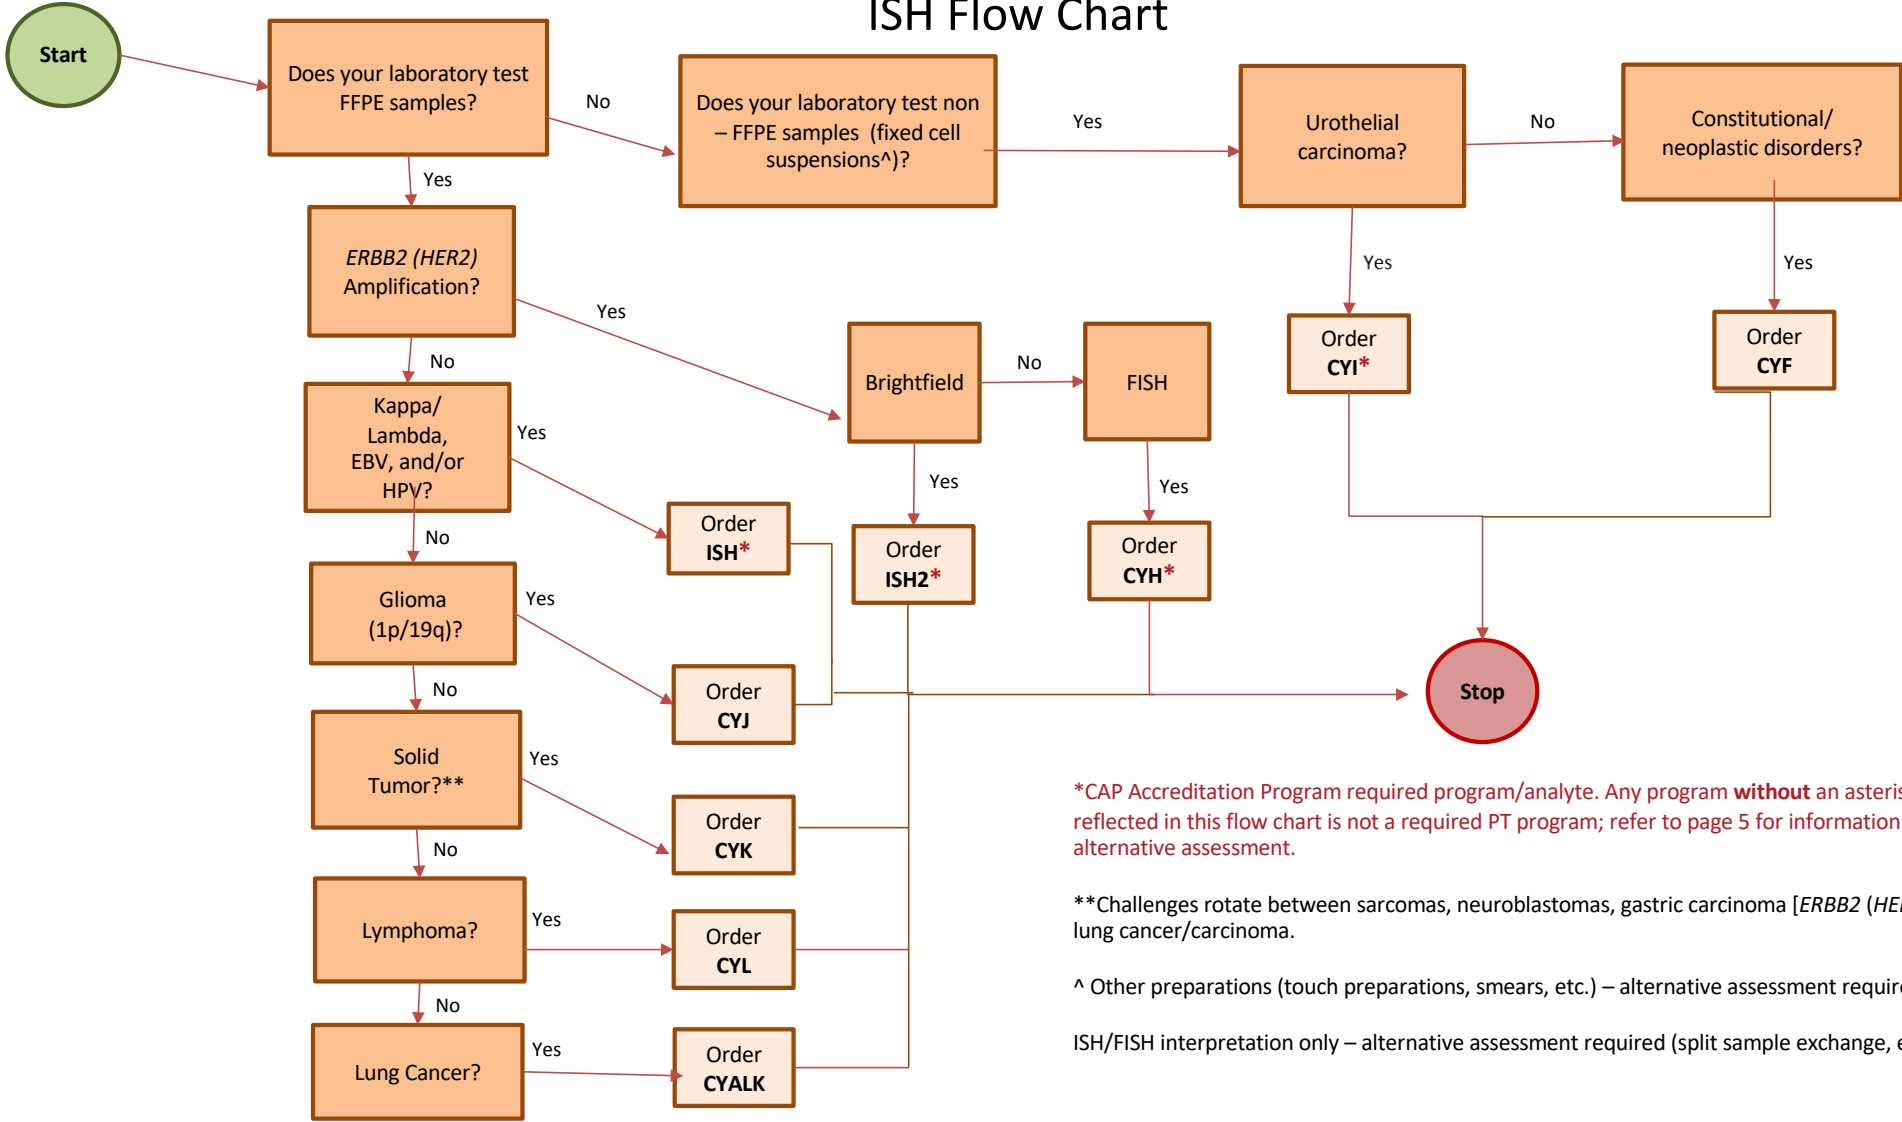 ISH Flow Chart
Start
Does your laboratory test
FFPE samples?
No
Does your laboratory test non
– FFPE samples (fixed cell
suspensions^)?
Yes
Urothelial
carcinoma?
No
Constitutional/
neoplastic disorders?
Yes
ERBB2 (HER2)
Amplification?
Yes
Yes
Yes
No
Brightfield
No
FISH
Order
CYI*
Order
CYF
Kappa/
Lambda,
EBV, and/or
HPV?
Yes
Yes
Yes
No
Order
ISH*
Order
ISH2*
Order
CYH*
Glioma
(1p/19q)?
Yes
No
Order
CYJ
Stop
Solid
Tumor?**
Yes
No
Order
CYK
Lymphoma?
Yes
No
Order
CYL
Lung Cancer?
Yes
Order
CYALK
*CAP Accreditation Program required program/analyte. Any program without an asteris
reflected in this flow chart is not a required PT program; refer to page 5 for information
alternative assessment.
**Challenges rotate between sarcomas, neuroblastomas, gastric carcinoma [ERBB2 (HE
lung cancer/carcinoma.
^ Other preparations (touch preparations, smears, etc.) – alternative assessment require
ISH/FISH interpretation only – alternative assessment required (split sample exchange, e